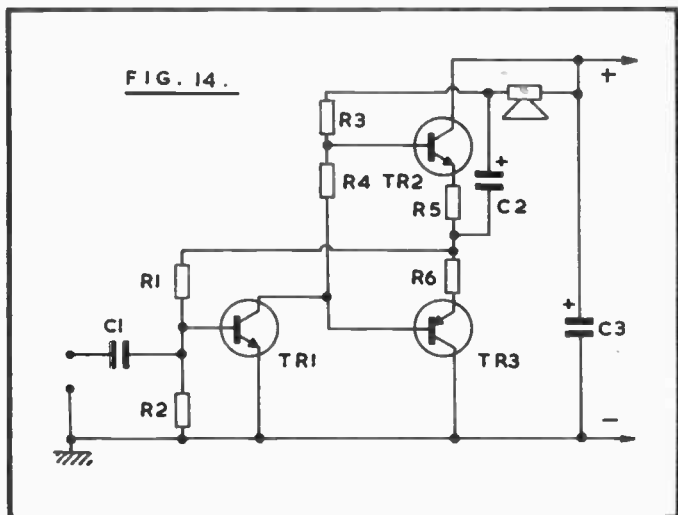 FIG. 14.
+
R3
R4
TR2
+
R5
C2
R1
R6
+
C1
C3
TR1
TR3
R2
−